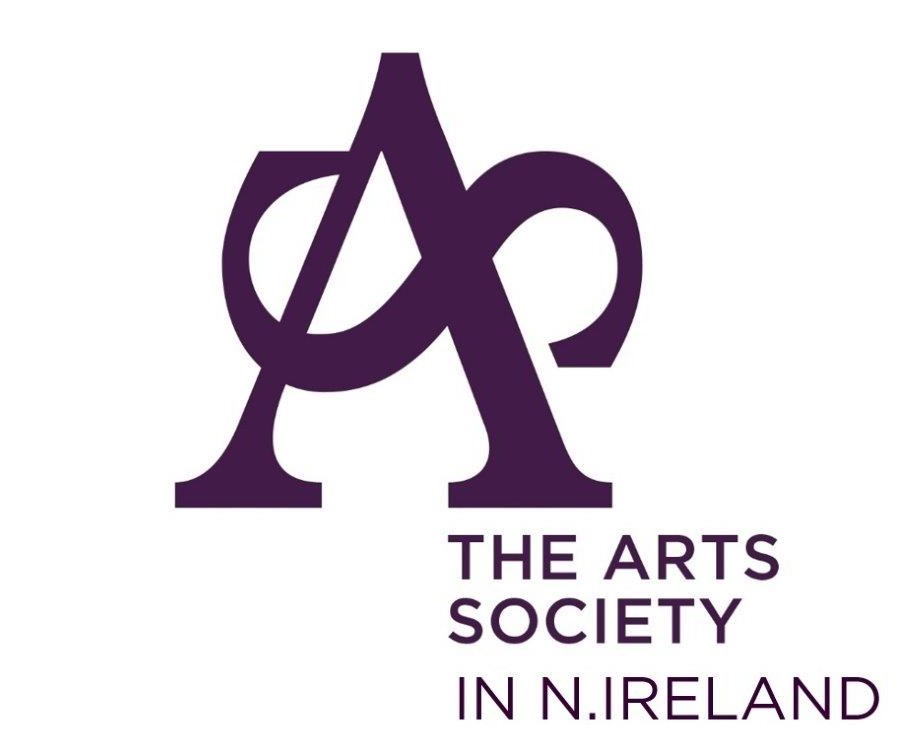 THE ARTS
SOCIETY
IN N.IRELAND